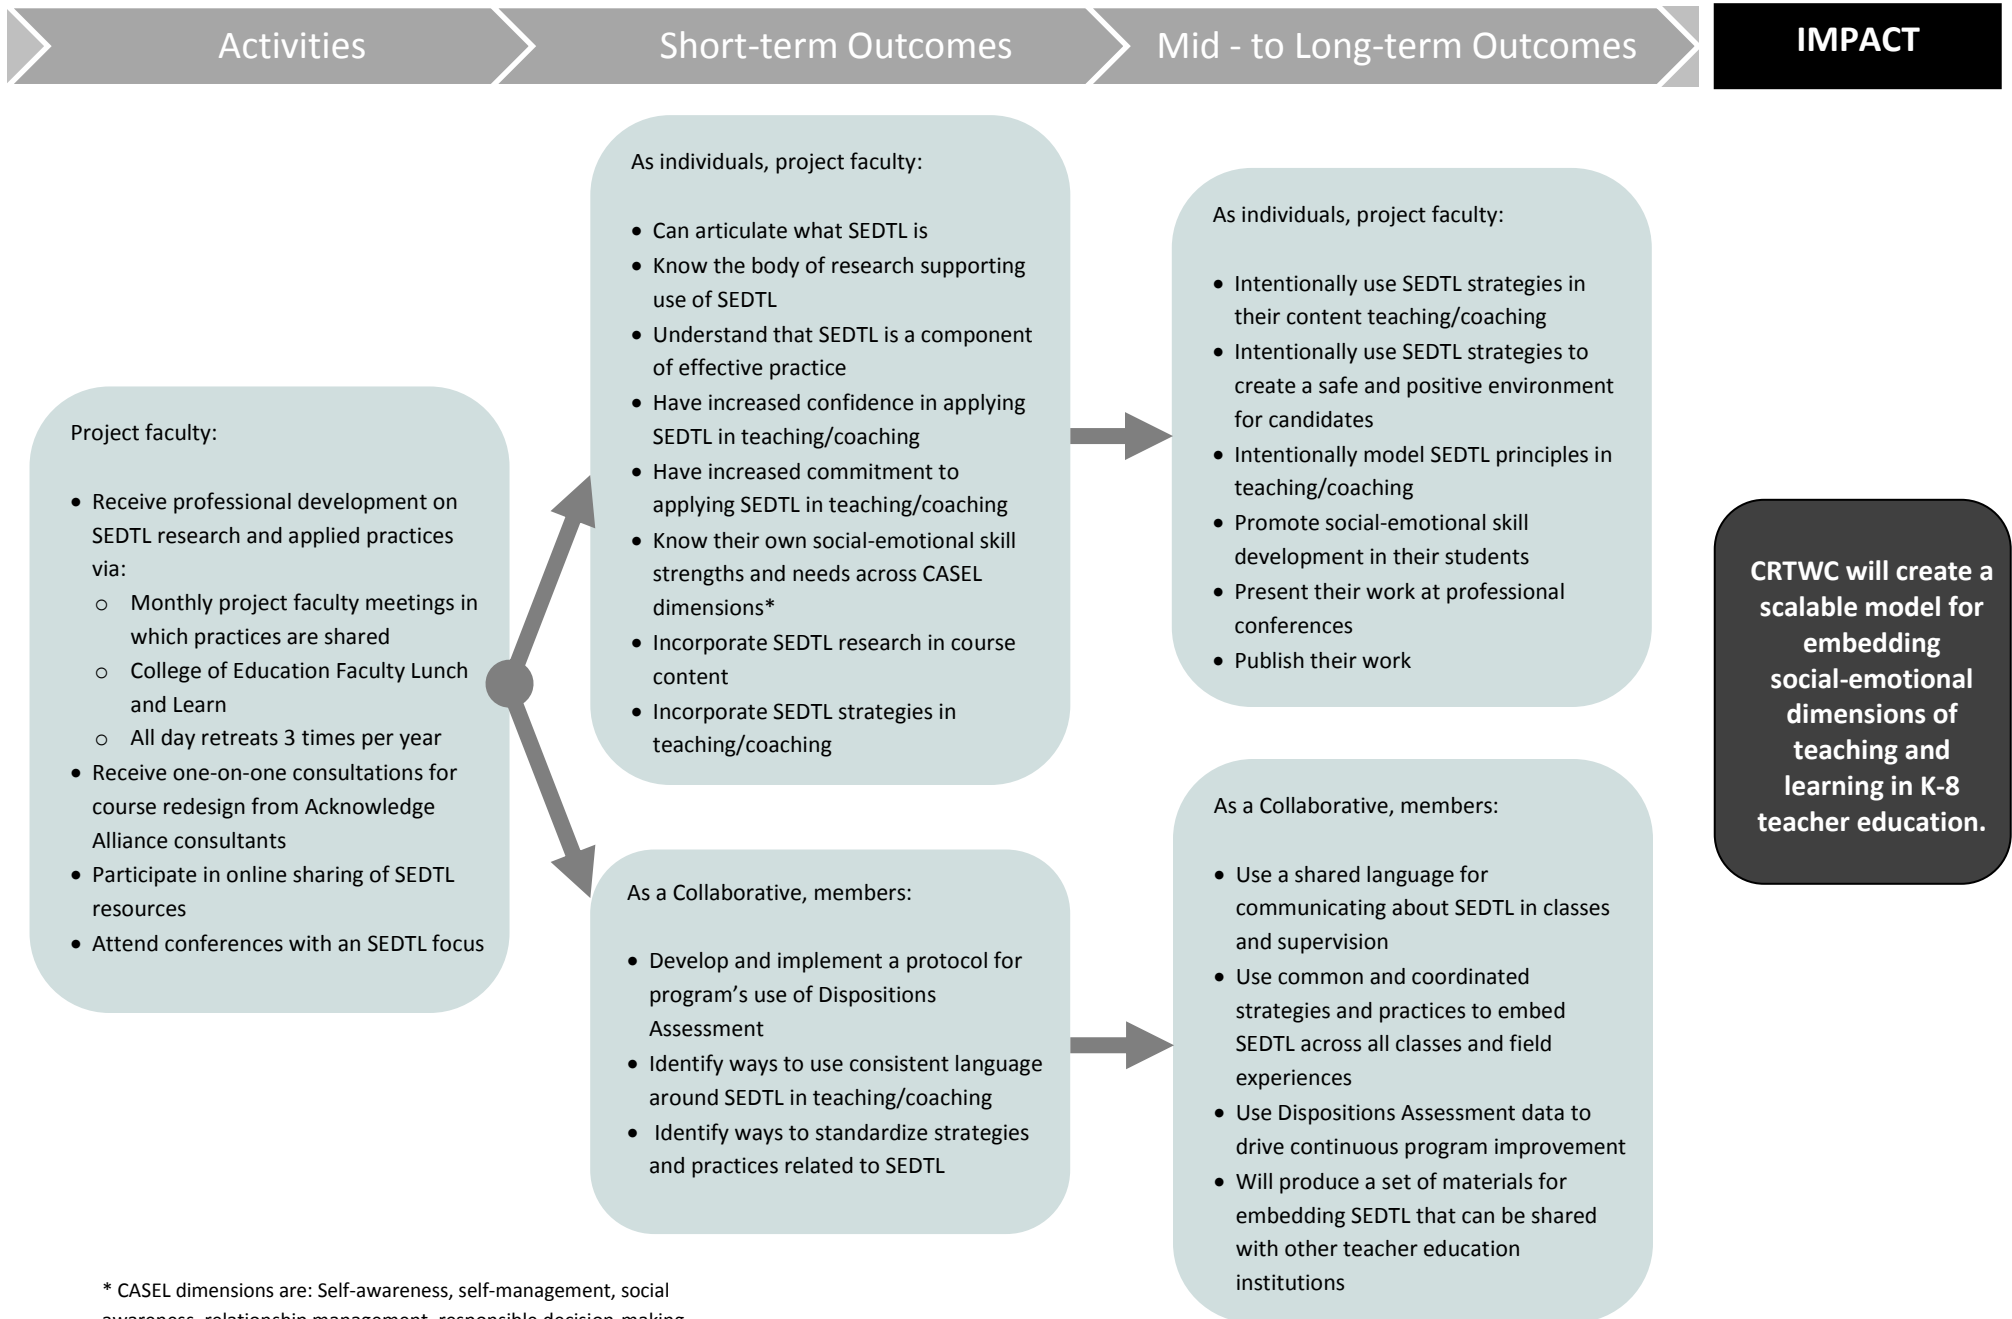 Activities
Short-term Outcomes
Mid - to Long-term Outcomes
IMPACT
Project faculty:
• Receive professional development on
SEDTL research and applied practices
via:
o Monthly project faculty meetings in
which practices are shared
o College of Education Faculty Lunch
and Learn
o All day retreats 3 times per year
• Receive one-on-one consultations for
course redesign from Acknowledge
Alliance consultants
• Participate in online sharing of SEDTL
resources
• Attend conferences with an SEDTL focus
As individuals, project faculty:
• Can articulate what SEDTL is
• Know the body of research supporting
use of SEDTL
• Understand that SEDTL is a component
of effective practice
• Have increased confidence in applying
SEDTL in teaching/coaching
• Have increased commitment to
applying SEDTL in teaching/coaching
• Know their own social-emotional skill
strengths and needs across CASEL
dimensions*
• Incorporate SEDTL research in course
content
• Incorporate SEDTL strategies in
teaching/coaching
As a Collaborative, members:
• Develop and implement a protocol for
program’s use of Dispositions
Assessment
• Identify ways to use consistent language
around SEDTL in teaching/coaching
• Identify ways to standardize strategies
and practices related to SEDTL
As individuals, project faculty:
• Intentionally use SEDTL strategies in
their content teaching/coaching
• Intentionally use SEDTL strategies to
create a safe and positive environment
for candidates
• Intentionally model SEDTL principles in
teaching/coaching
• Promote social-emotional skill
development in their students
• Present their work at professional
conferences
• Publish their work
As a Collaborative, members:
• Use a shared language for
communicating about SEDTL in classes
and supervision
• Use common and coordinated
strategies and practices to embed
SEDTL across all classes and field
experiences
• Use Dispositions Assessment data to
drive continuous program improvement
• Will produce a set of materials for
embedding SEDTL that can be shared
with other teacher education
institutions
CRTWC will create a
scalable model for
embedding
social-emotional
dimensions of
teaching and
learning in K-8
teacher education.
* CASEL dimensions are: Self-awareness, self-management, social
awareness, relationship management, responsible decision-making